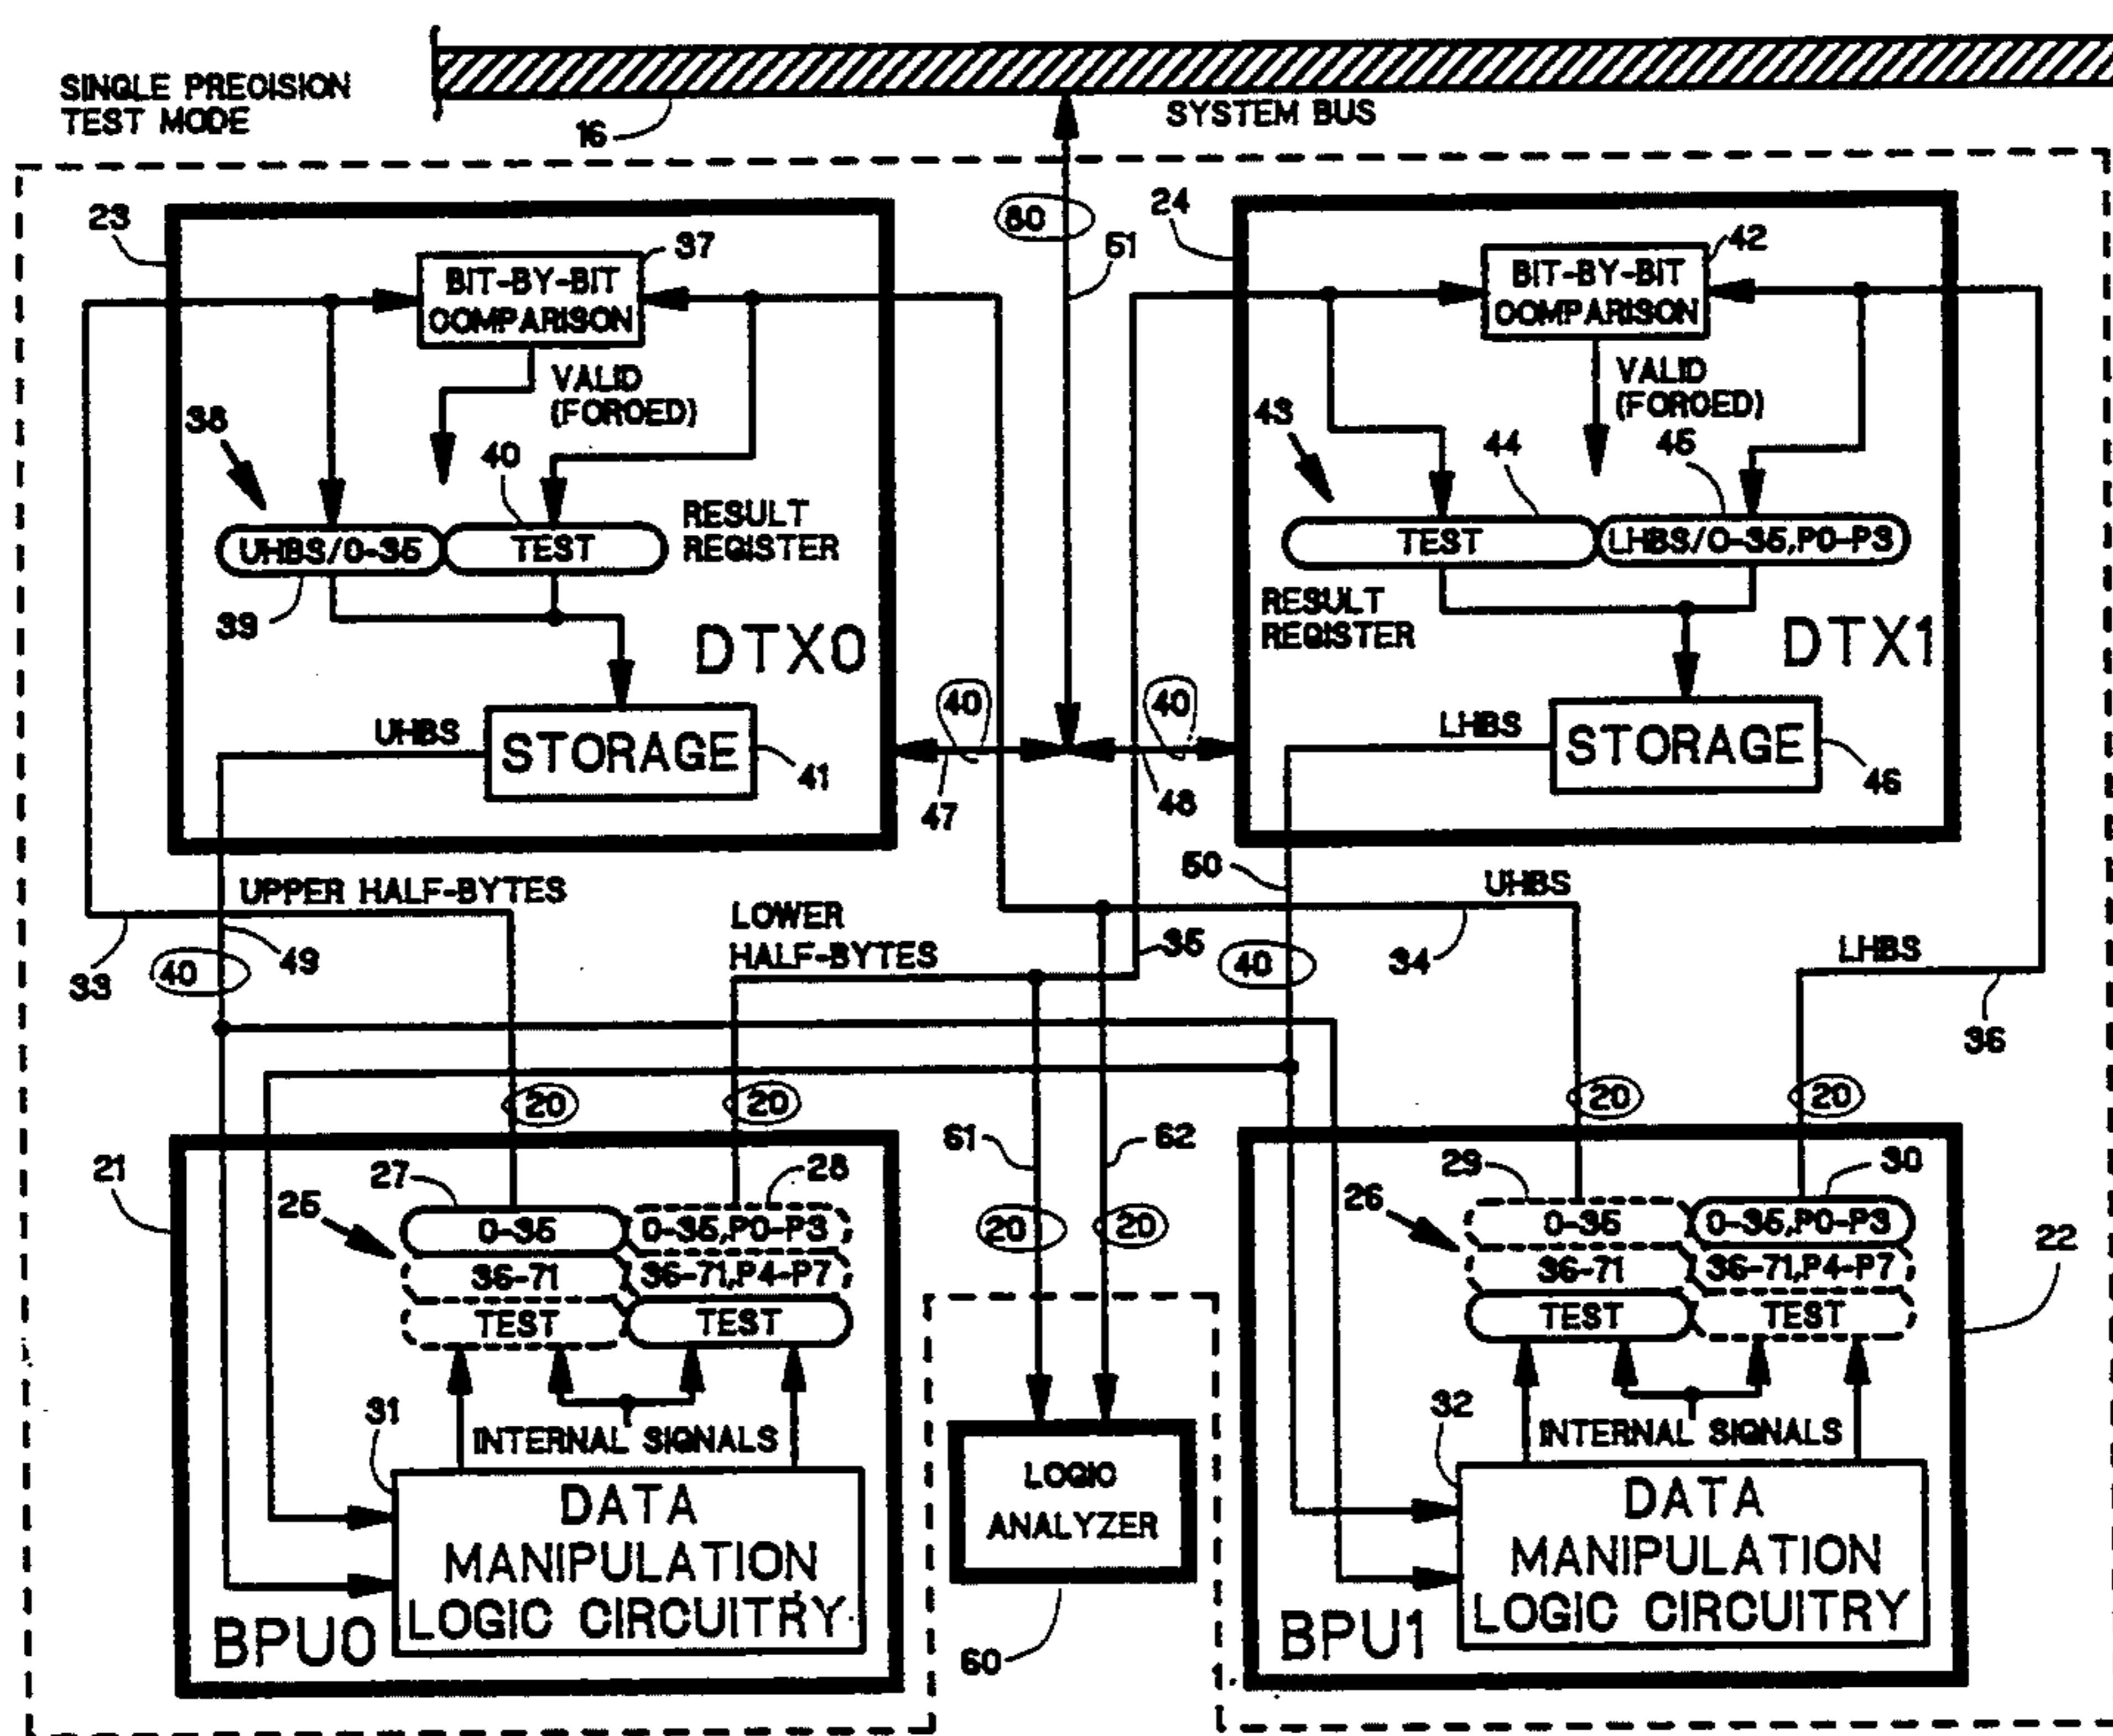 SINGLE PRECISION
TEST MODE
16
SYSTEM BUS
23
37
BIT-BY-BIT
COMPARISON
VALID
(FORCED)
38
40
UHBS/0-35
TEST
RESULT
REGISTER
39
DTX0
UHBS
STORAGE
41
80
51
40
47
40
48
24
42
BIT-BY-BIT
COMPARISON
VALID
(FORCED)
43
44
45
TEST
LHBS/0-35,P0-P3
RESULT
REGISTER
DTX1
LHBS
STORAGE
46
50
UPPER HALF-BYTES
33
40
49
LOWER
HALF-BYTES
35
40
UHBS
34
LHBS
36
20
20
20
20
21
25
27
28
0-35
0-35,P0-P3
36-71
36-71,P4-P7
TEST
TEST
INTERNAL SIGNALS
31
DATA
MANIPULATION
LOGIC CIRCUITRY
BPU0
61
62
20
20
LOGIC
ANALYZER
60
22
26
29
30
0-35
0-35,P0-P3
36-71
36-71,P4-P7
TEST
TEST
INTERNAL SIGNALS
32
DATA
MANIPULATION
LOGIC CIRCUITRY
BPU1